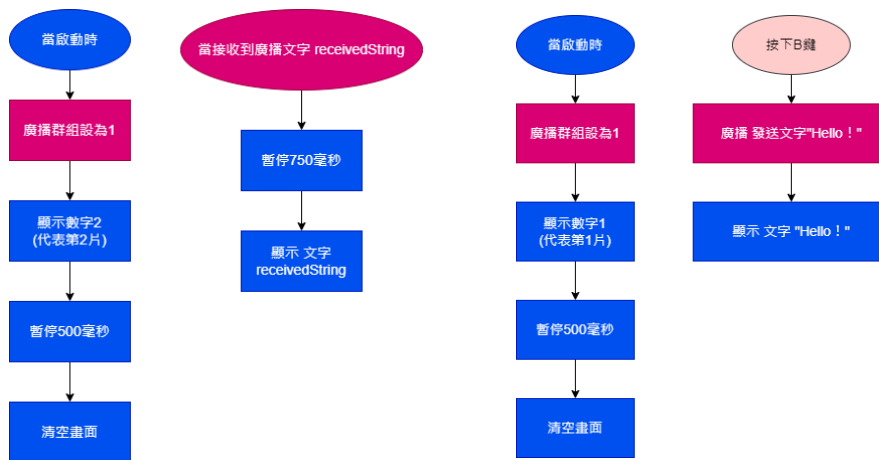 當啟動時
廣播群組設為1
顯示數字2
(代表第2片)
暫停500毫秒
清空畫面
當接收到廣播文字 receivedString
暫停750毫秒
顯示 文字
receivedString
當啟動時
廣播群組設為1
顯示數字1
(代表第1片)
暫停500毫秒
清空畫面
按下B鍵
廣播 發送文字"Hello！"
顯示 文字 "Hello！"